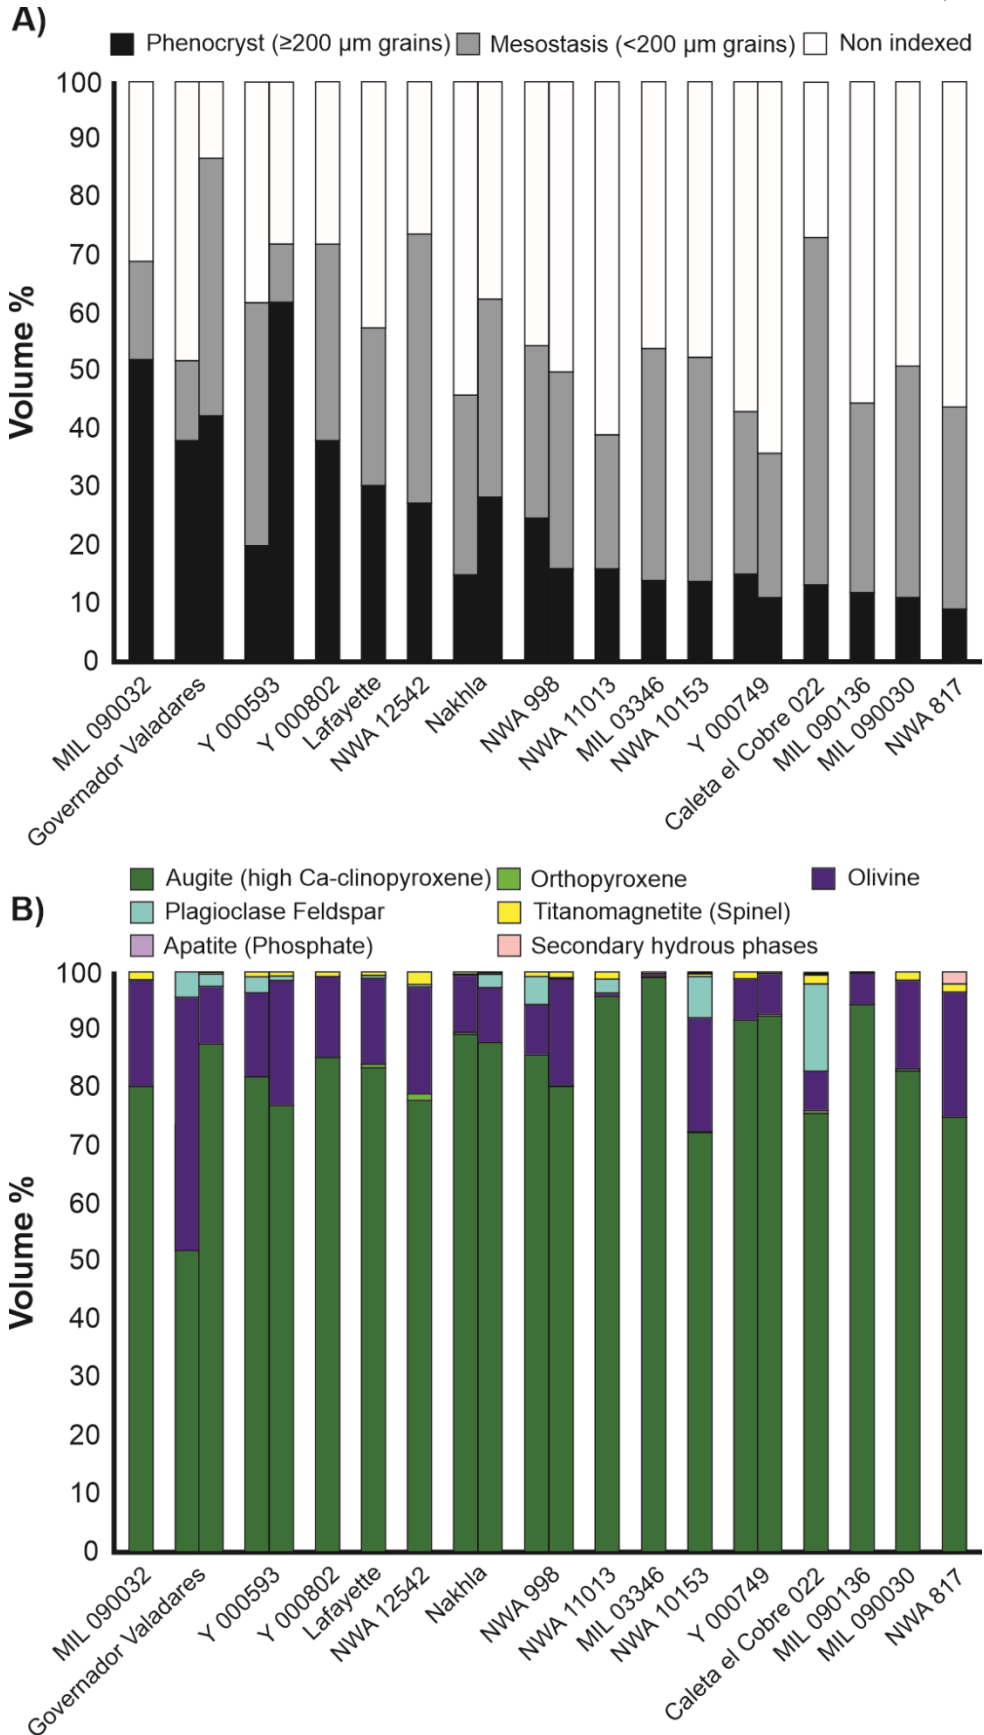 A)
Phenocryst (≥200 µm grains) Mesostasis (<200 µm grains) Non indexed
100
90
80
70
60
50
40
30
20
10
0
Volume %
MIL 090032
Governador Valadares
Y 000593
Y 000802
Lafayette
NWA 12542
Nakhla
NWA 998
NWA 11013
MIL 03346
NWA 10153
Y 000749
Caleta el Cobre 022
MIL 090136
MIL 090030
NWA 817
B)
Augite (high Ca-clinopyroxene) Orthopyroxene Olivine
Plagioclase Feldspar Titanomagnetite (Spinel)
Apatite (Phosphate) Secondary hydrous phases
100
90
80
70
60
50
40
30
20
10
0
Volume %
MIL 090032
Governador Valadares
Y 000593
Y 000802
Lafayette
NWA 12542
Nakhla
NWA 998
NWA 11013
MIL 03346
NWA 10153
Y 000749
Caleta el Cobre 022
MIL 090136
MIL 090030
NWA 817